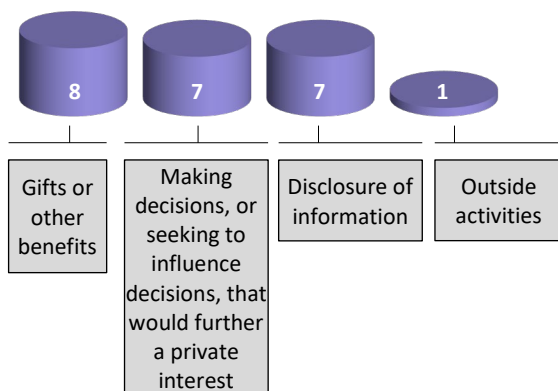 8
7
7
1
Gifts or
other
benefits
Making
decisions, or
seeking to
influence
decisions, that
would further
a private
interest
Disclosure of
information
Outside
activities